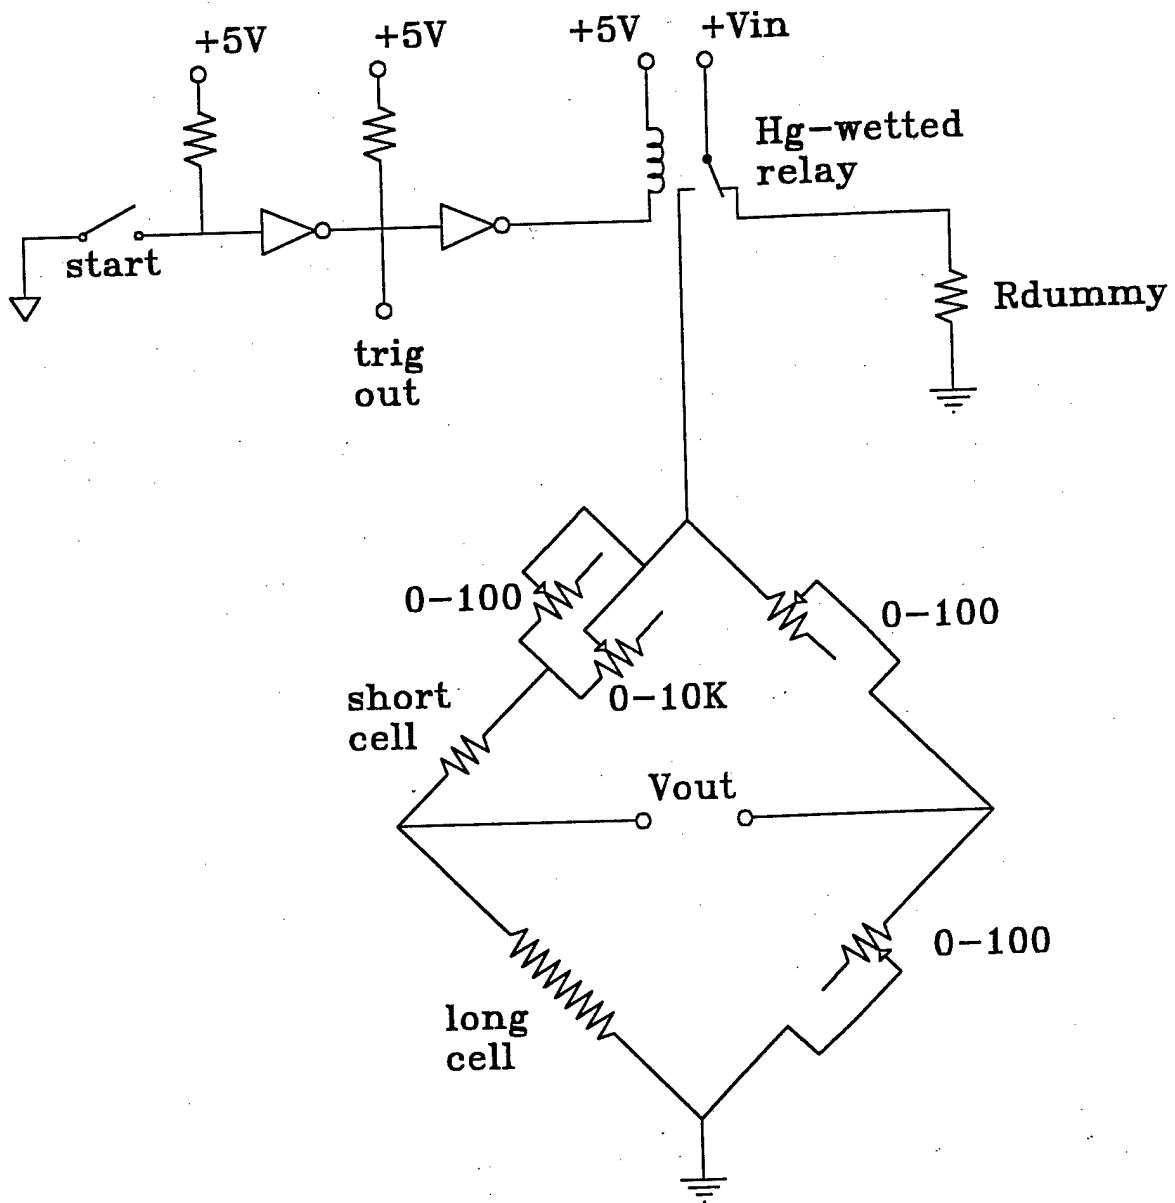 +5V
+5V
+5V
+Vin
Hg-wetted
relay
start
Rdummy
trig
out
0-100
0-100
0-10K
short
cell
Vout
0-100
long
cell